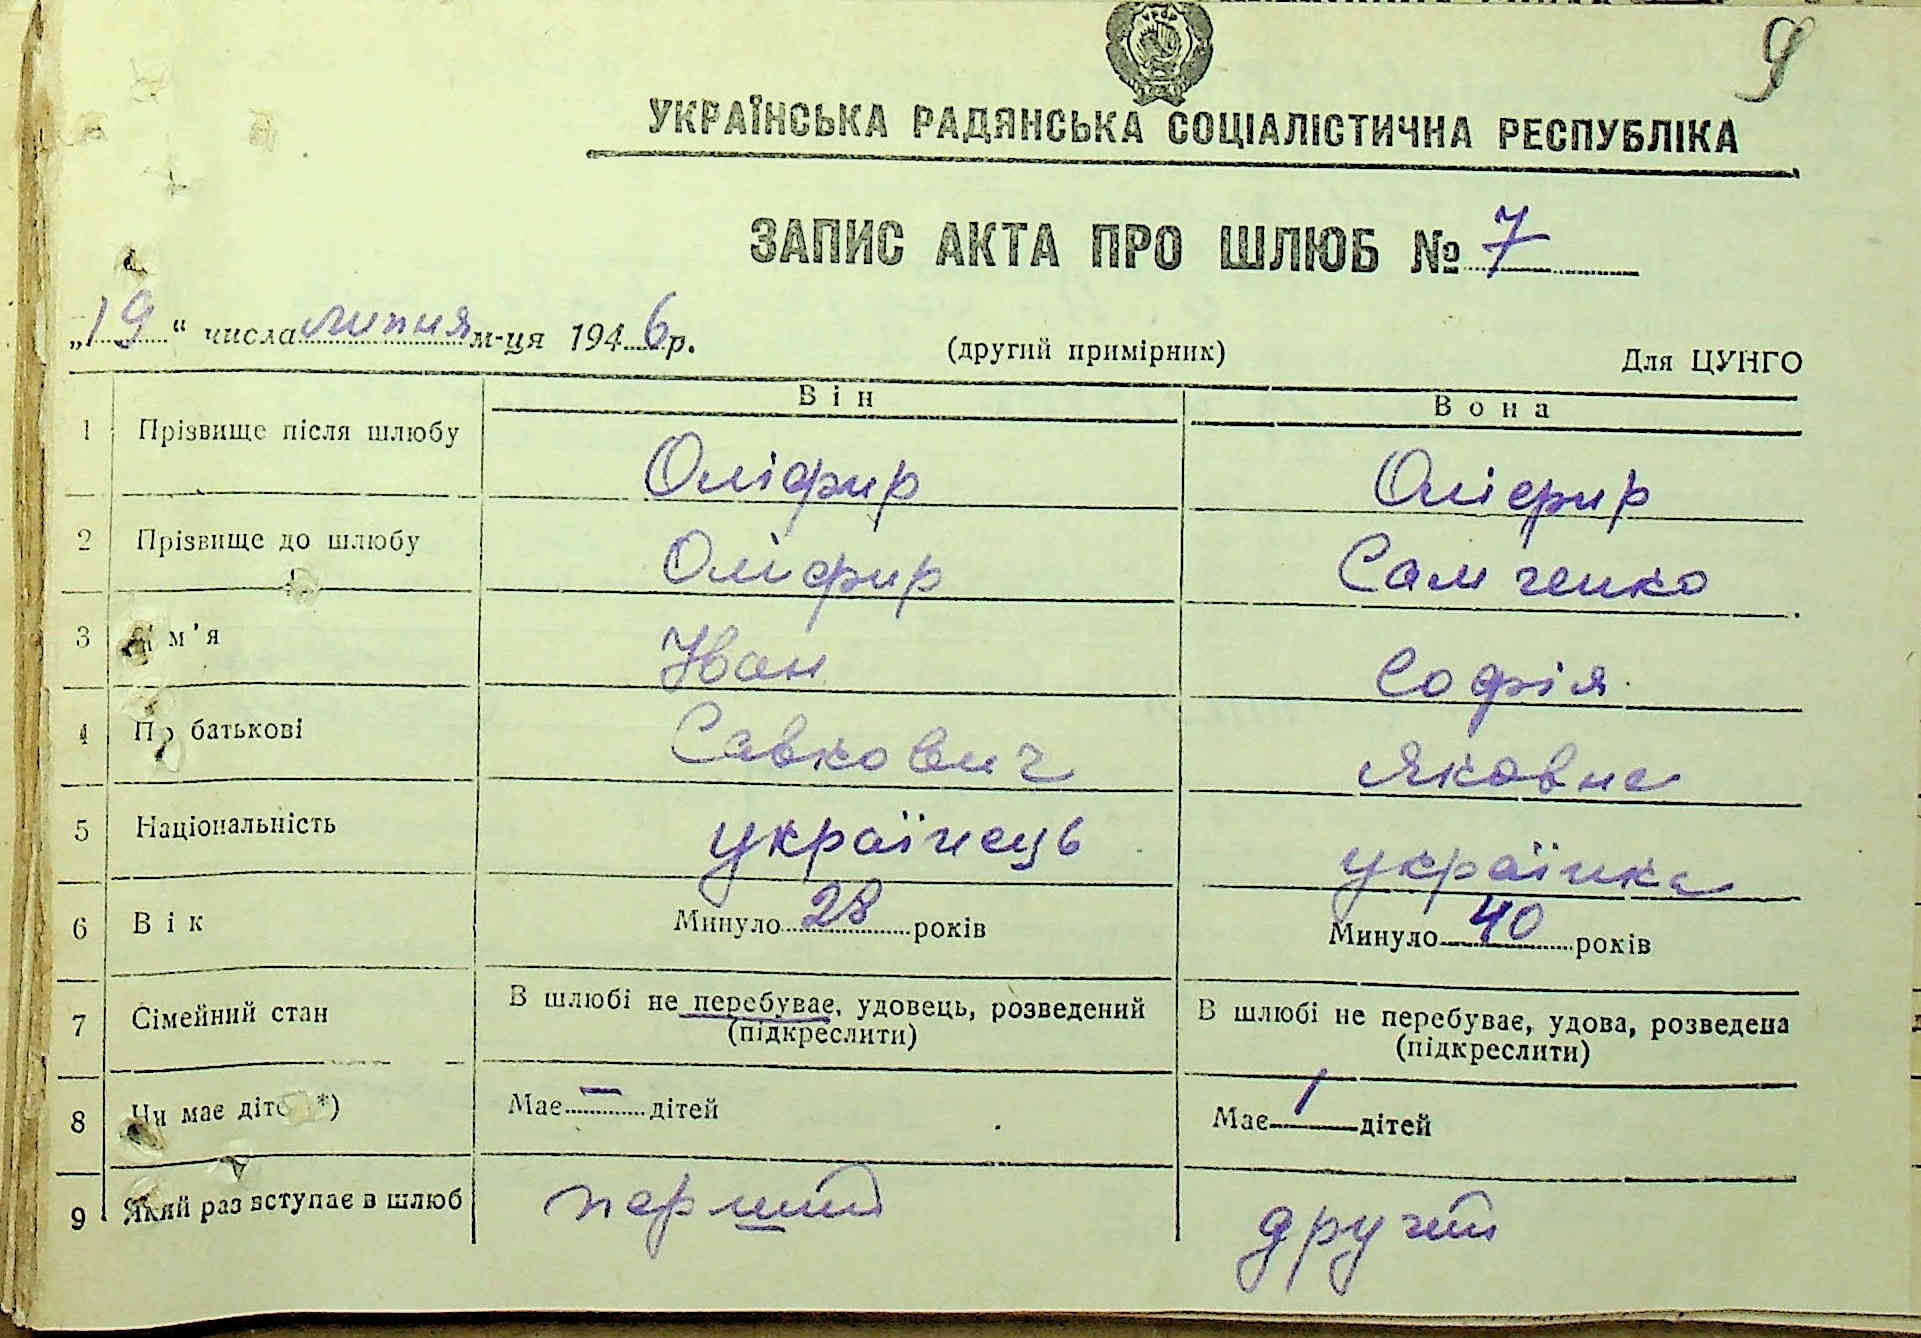 9
УКРАЇНСЬКА РАДЯНСЬКА СОЦІАЛІСТИЧНА РЕСПУБЛІКА
ЗАПИС АКТА ПРО ШЛЮБ № 7
„19“ числа липня м-ця 1946 р. (другий примірник) Для ЦУНГО
Він Вона
1 Прізвище після шлюбу Оліфир Оліфир
2 Прізвище до шлюбу Оліфир Самченко
3 Ім'я Іван Софія
4 По батькові Савкович Яковна
5 Національність українець українка
6 Вік Минуло 28 років Минуло 40 років
7 Сімейний стан В шлюбі не перебуває, удовець, розведений (підкреслити) В шлюбі не перебуває, удова, розведена (підкреслити)
8 Чи має дітей *) Має — дітей Має 1 дітей
9 Який раз вступає в шлюб перший другий